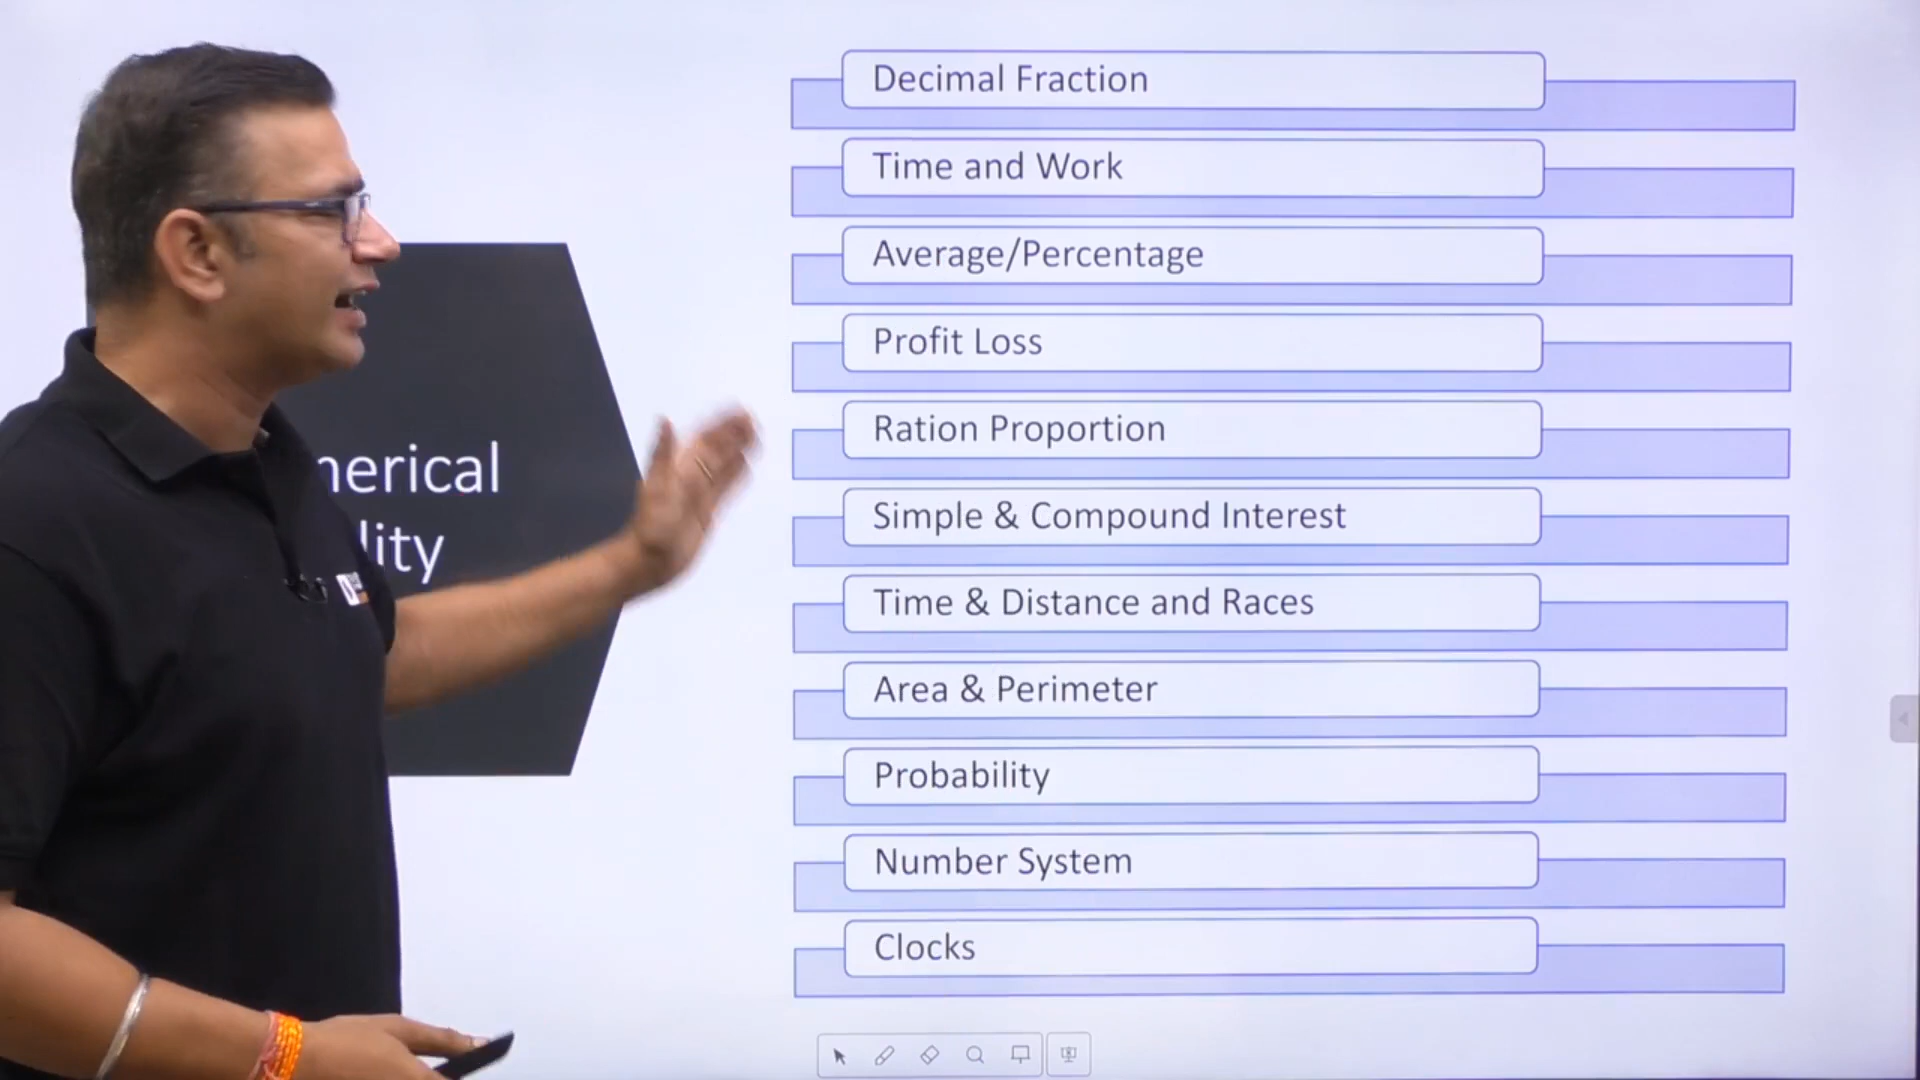 Decimal Fraction
Time and Work
Average/Percentage
Profit Loss
Ration Proportion
Simple & Compound Interest
Time & Distance and Races
Area & Perimeter
Probability
Number System
Clocks